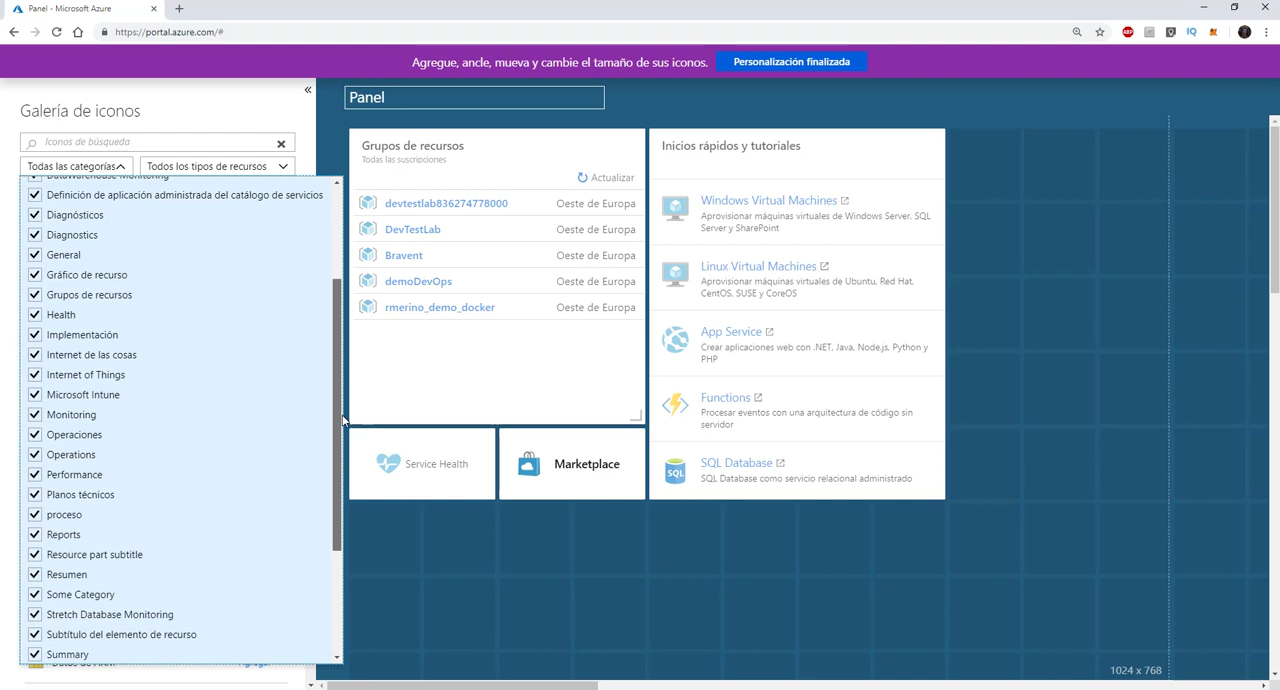 Panel - Microsoft Azure
https://portal.azure.com/#
ABP
IQ
Agregue, ancle, mueva y cambie el tamaño de sus iconos.
Personalización finalizada
Galería de iconos
«
Iconos de búsqueda
Todas las categorías
Todos los tipos de recursos
DataWarehouse Monitoring
Definición de aplicación administrada del catálogo de servicios
Diagnósticos
Diagnostics
General
Gráfico de recurso
Grupos de recursos
Health
Implementación
Internet de las cosas
Internet of Things
Microsoft Intune
Monitoring
Operaciones
Operations
Performance
Planos técnicos
proceso
Reports
Resource part subtitle
Resumen
Some Category
Stretch Database Monitoring
Subtítulo del elemento de recurso
Summary
Panel
Grupos de recursos
Todas las suscripciones
Actualizar
devtestlab836274778000 Oeste de Europa
DevTestLab Oeste de Europa
Bravent Oeste de Europa
demoDevOps Oeste de Europa
rmerino_demo_docker Oeste de Europa
Service Health
Marketplace
Inicios rápidos y tutoriales
Windows Virtual Machines
Aprovisionar máquinas virtuales de Windows Server, SQL
Server y SharePoint
Linux Virtual Machines
Aprovisionar máquinas virtuales de Ubuntu, Red Hat,
CentOS, SUSE y CoreOS
App Service
Crear aplicaciones web con .NET, Java, Node.js, Python y
PHP
Functions
Procesar eventos con una arquitectura de código sin
servidor
SQL
SQL Database
SQL Database como servicio relacional administrado
1024 x 768